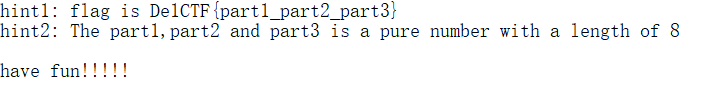 hint1: flag is De1CTF{part1_part2_part3}
hint2: The part1,part2 and part3 is a pure number with a length of 8
have fun!!!!!